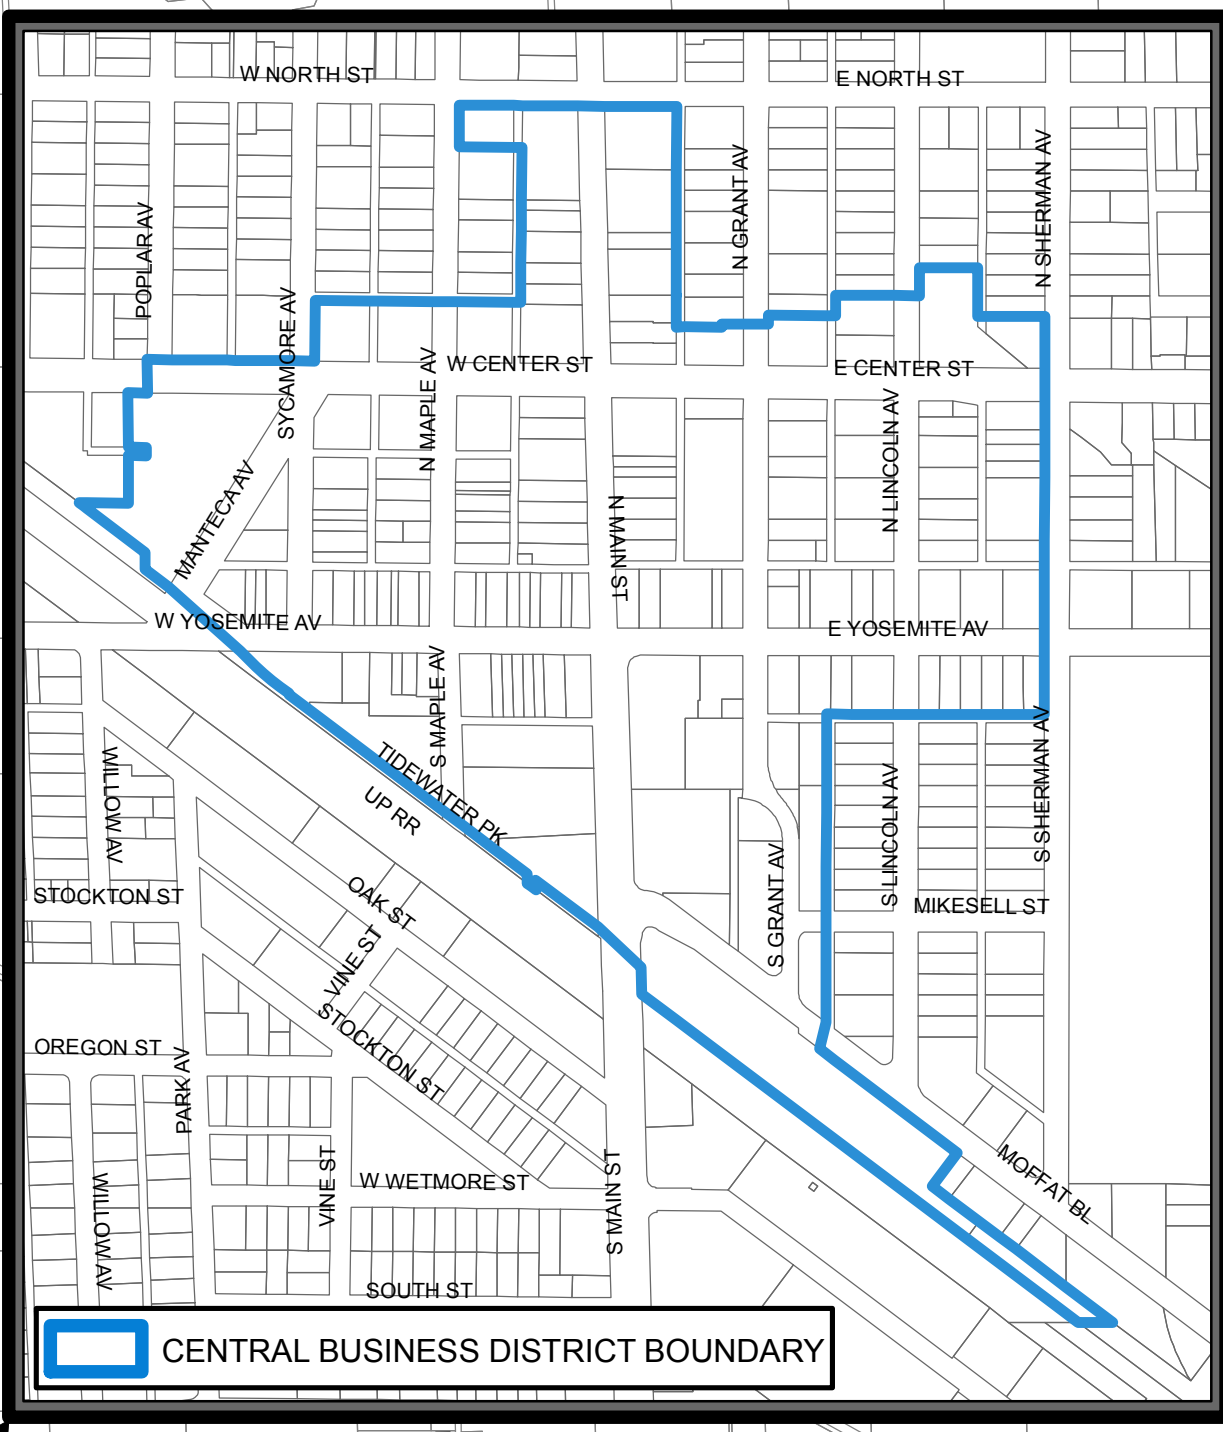 W NORTH ST
E NORTH ST
N GRANT AV
N SHERMAN AV
POPLAR AV
SYCAMORE AV
N MAPLE AV
W CENTER ST
E CENTER ST
N LINCOLN AV
MANTECA AV
N MAIN ST
W YOSEMITE AV
E YOSEMITE AV
S MAPLE AV
S SHERMAN AV
WILLOW AV
TIDEWATER PK
UP RR
S LINCOLN AV
S GRANT AV
STOCKTON ST
OAK ST
MIKESELL ST
VINE ST
S STOCKTON ST
OREGON ST
PARK AV
WILLOW AV
VINE ST
W WETMORE ST
S MAIN ST
MOFFAT BL
SOUTH ST
CENTRAL BUSINESS DISTRICT BOUNDARY